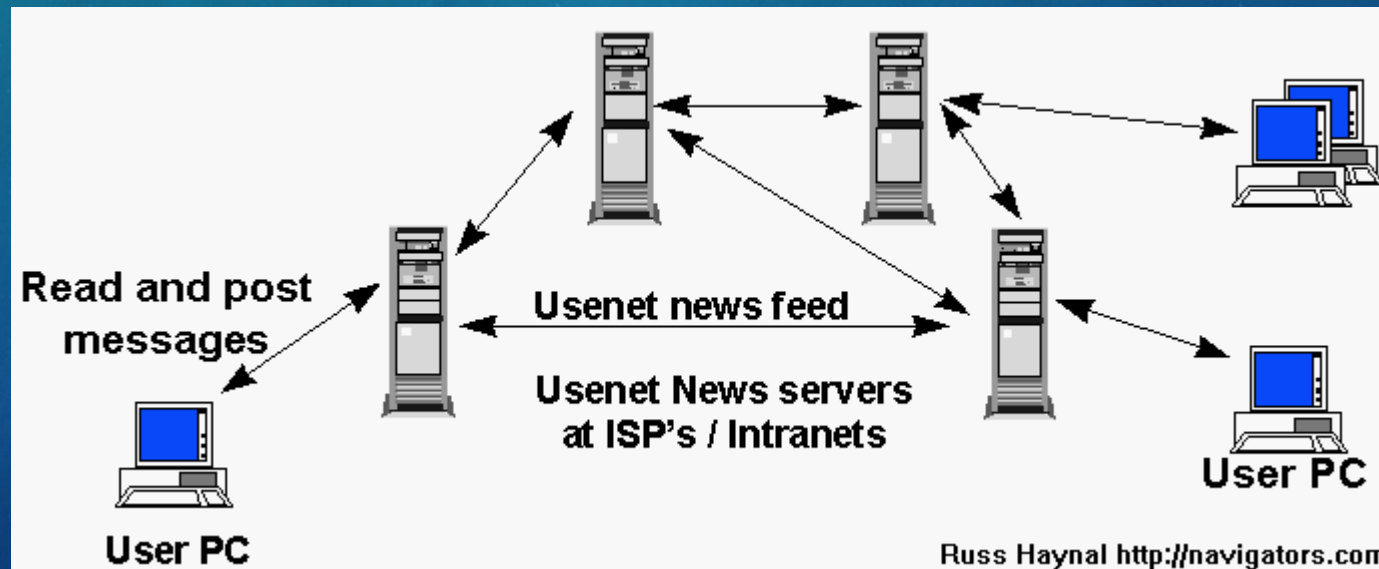 Read and post
messages
Usenet news feed
Usenet News servers
at ISP's / Intranets
User PC
User PC
Russ Haynal http://navigators.com